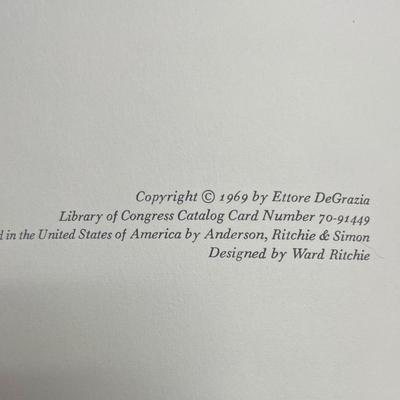 Copyright © 1969 by Ettore DeGrazia
Library of Congress Catalog Card Number 70-91449
in the United States of America by Anderson, Ritchie & Simon
Designed by Ward Ritchie